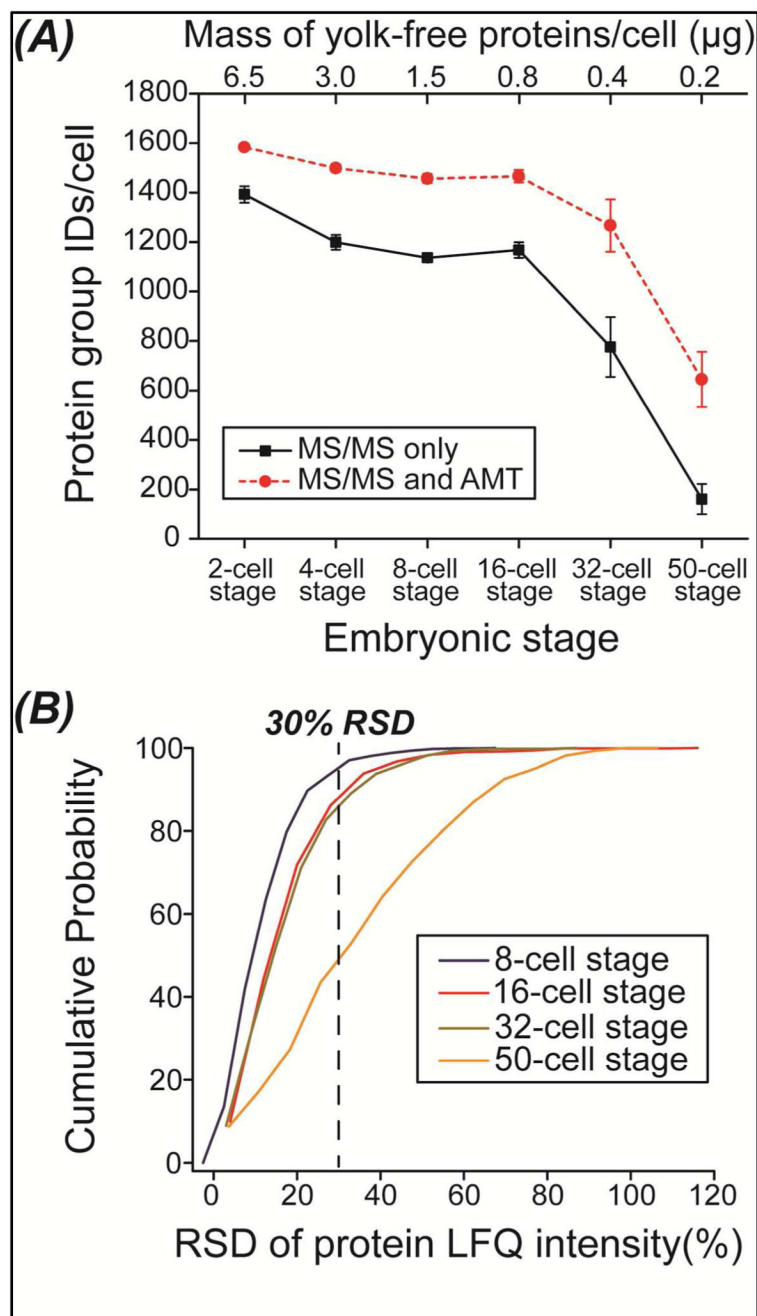 (A)
Mass of yolk-free proteins/cell (μg)
6.5 3.0 1.5 0.8 0.4 0.2
Protein group IDs/cell
1800
1600
1400
1200
1000
800
600
400
200
0
MS/MS only
MS/MS and AMT
2-cell stage
4-cell stage
8-cell stage
16-cell stage
32-cell stage
50-cell stage
Embryonic stage
(B)
30% RSD
Cumulative Probability
100
80
60
40
20
0
8-cell stage
16-cell stage
32-cell stage
50-cell stage
0 20 40 60 80 100 120
RSD of protein LFQ intensity(%)